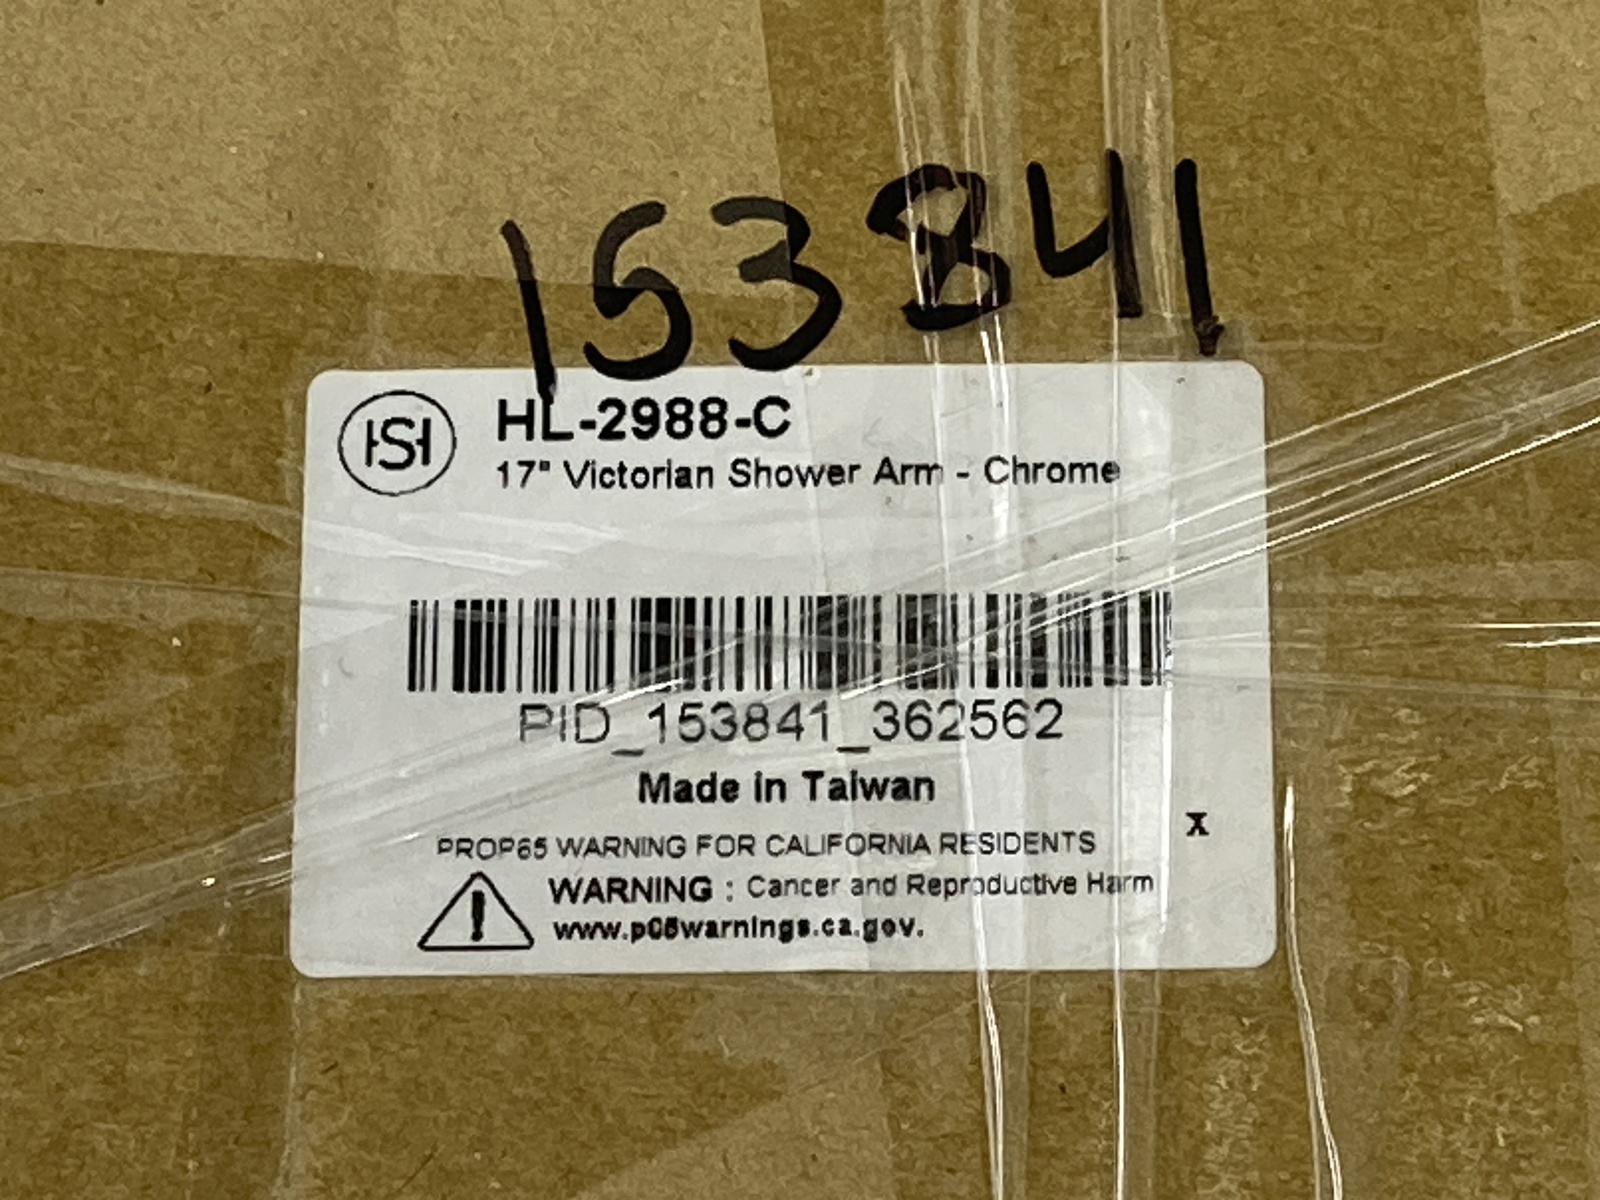 153841
HSH
HL-2988-C
17" Victorian Shower Arm - Chrome
PID_153841_362562
Made in Taiwan
X
PROP65 WARNING FOR CALIFORNIA RESIDENTS
! WARNING : Cancer and Reproductive Harm
www.p65warnings.ca.gov.